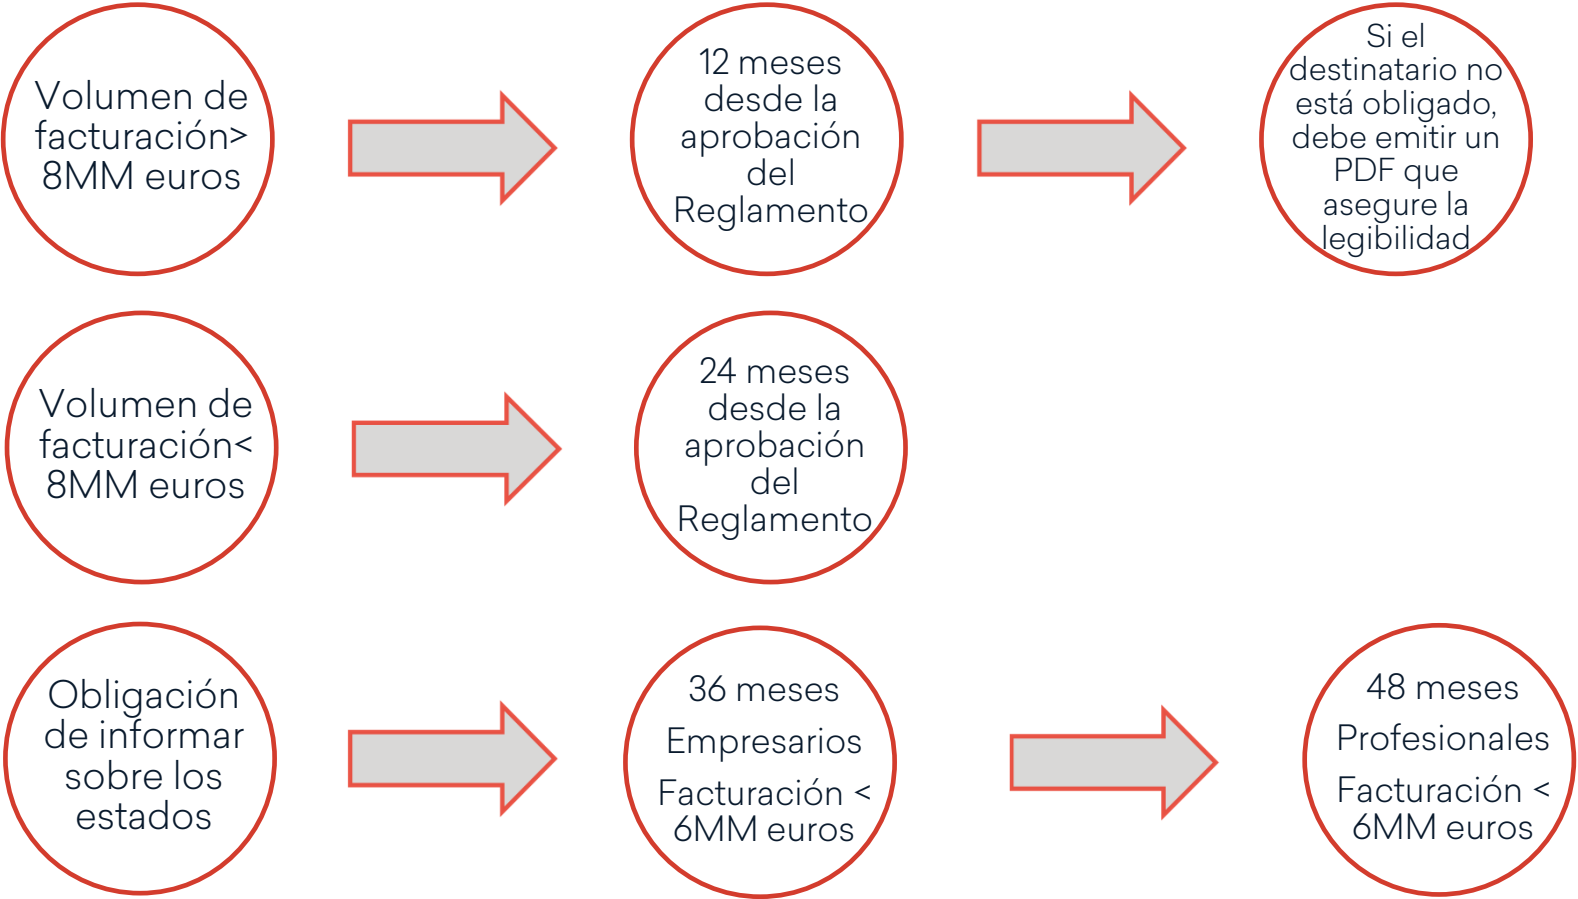 Volumen de
facturación>
8MM euros
12 meses
desde la
aprobación
del
Reglamento
Si el
destinatario no
está obligado,
debe emitir un
PDF que
asegure la
legibilidad
Volumen de
facturación<
8MM euros
24 meses
desde la
aprobación
del
Reglamento
Obligación
de informar
sobre los
estados
36 meses
Empresarios
Facturación <
6MM euros
48 meses
Profesionales
Facturación <
6MM euros